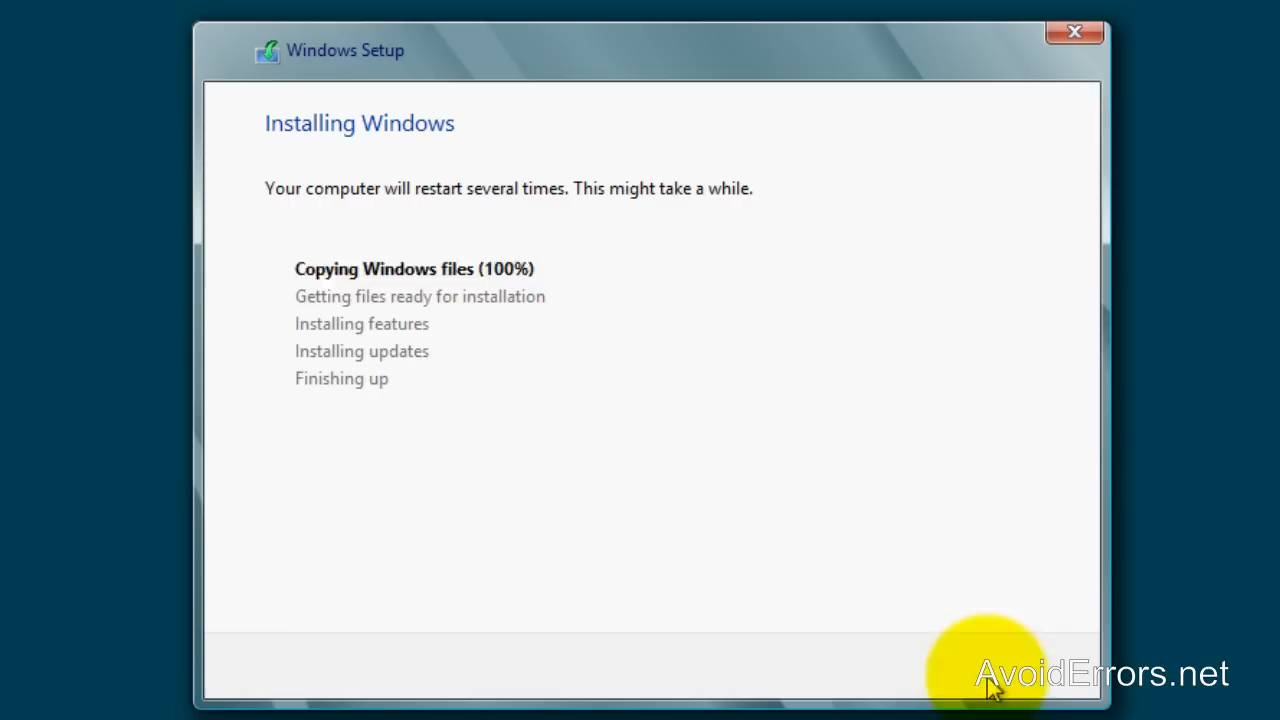 Windows Setup
Installing Windows
Your computer will restart several times. This might take a while.
Copying Windows files (100%)
Getting files ready for installation
Installing features
Installing updates
Finishing up
AvoidErrors.net